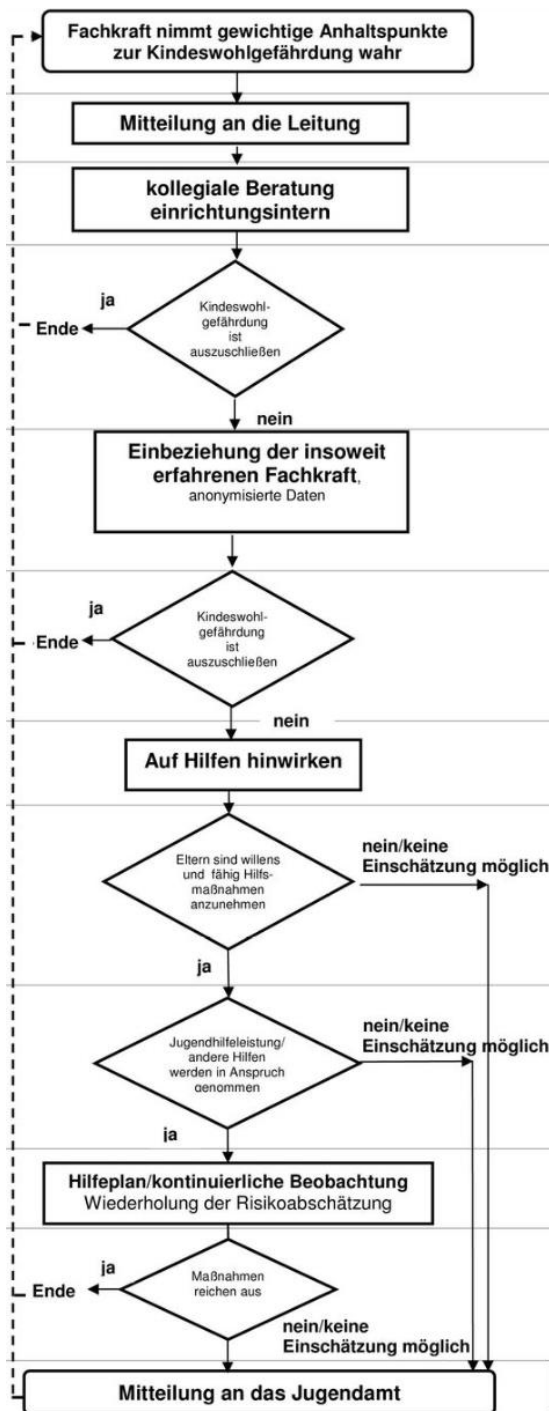 Fachkraft nimmt gewichtige Anhaltspunkte
zur Kindeswohlgefährdung wahr
Mitteilung an die Leitung
kollegiale Beratung
einrichtungsintern
ja
Ende
Kindeswohl-
gefährdung
ist
auszuschließen
nein
Einbeziehung der insoweit
erfahrenen Fachkraft,
anonymisierte Daten
ja
Ende
Kindeswohl-
gefährdung
ist
auszuschließen
nein
Auf Hilfen hinwirken
Eltern sind willens
und fähig Hilfs-
maßnahmen
anzunehmen
nein/keine
Einschätzung möglich
ja
Jugendhilfeleistung/
andere Hilfen
werden in Anspruch
genommen
nein/keine
Einschätzung möglich
ja
Hilfeplan/kontinuierliche Beobachtung
Wiederholung der Risikoabschätzung
ja
Ende
Maßnahmen
reichen aus
nein/keine
Einschätzung möglich
Mitteilung an das Jugendamt